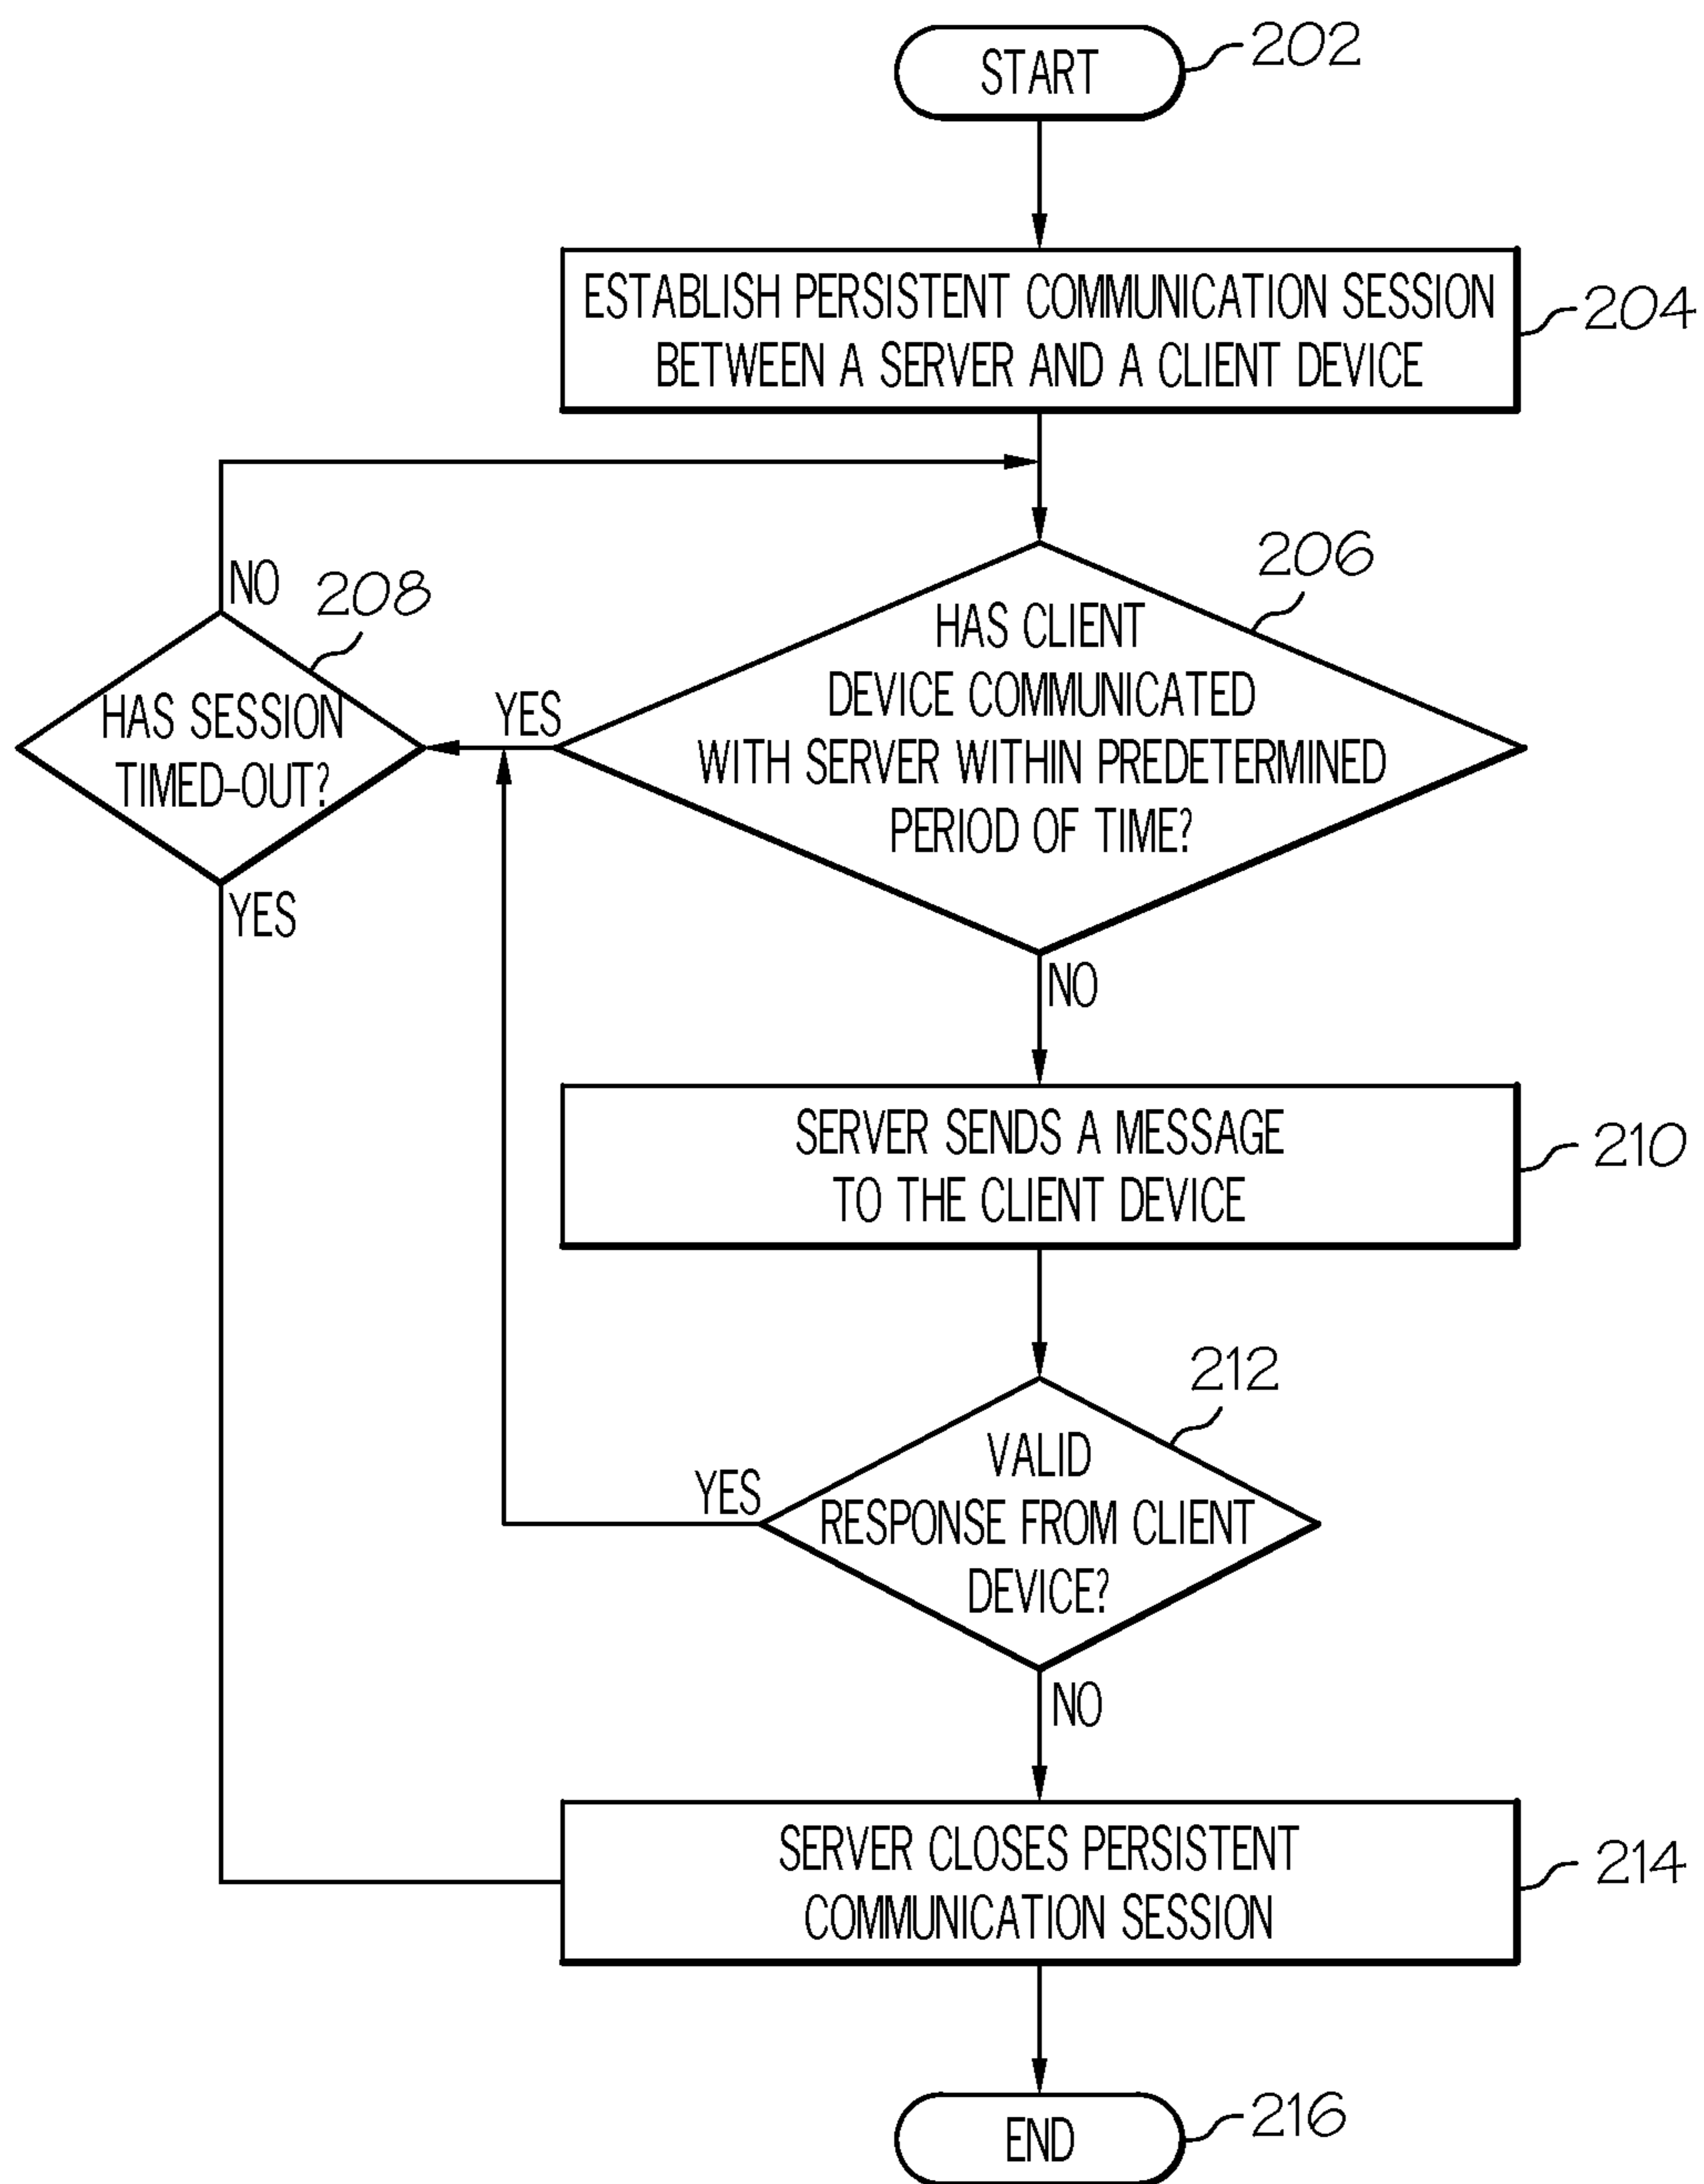 START
202
ESTABLISH PERSISTENT COMMUNICATION SESSION
BETWEEN A SERVER AND A CLIENT DEVICE
204
206
HAS CLIENT
DEVICE COMMUNICATED
WITH SERVER WITHIN PREDETERMINED
PERIOD OF TIME?
YES
NO
208
HAS SESSION
TIMED-OUT?
YES
NO
SERVER SENDS A MESSAGE
TO THE CLIENT DEVICE
210
212
VALID
RESPONSE FROM CLIENT
DEVICE?
YES
NO
SERVER CLOSES PERSISTENT
COMMUNICATION SESSION
214
END
216